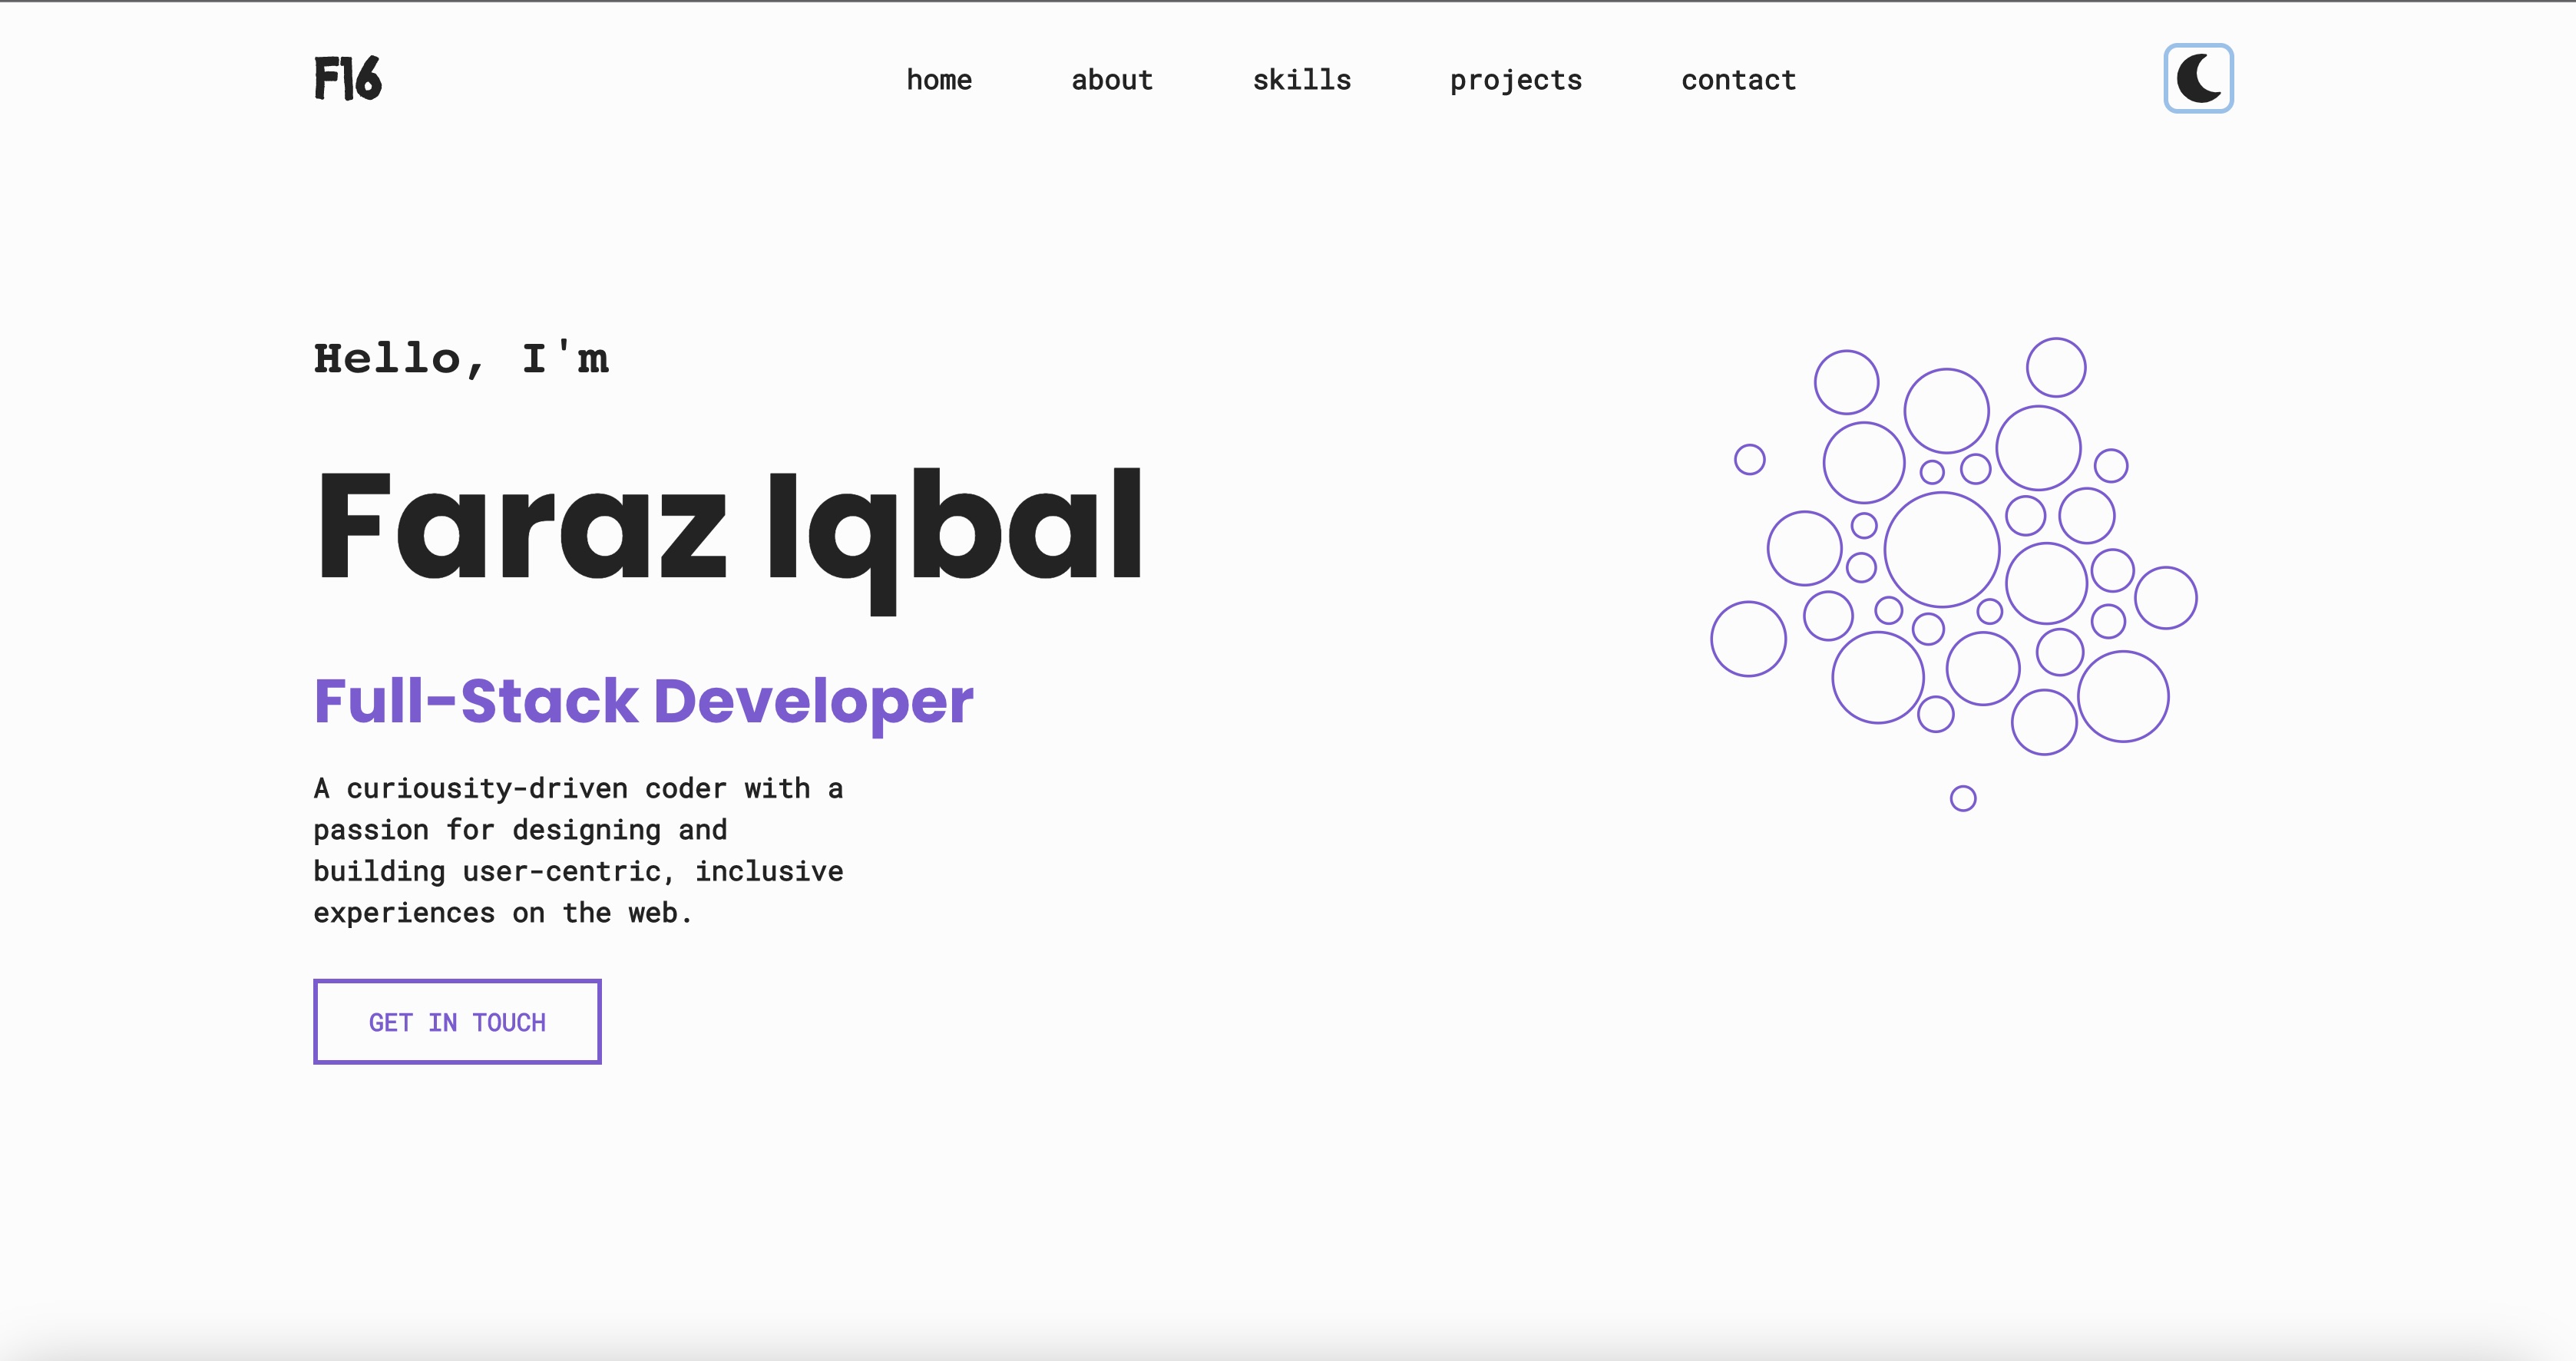 F16
home about skills projects contact
Hello, I'm
Faraz Iqbal
Full-Stack Developer
A curiousity-driven coder with a
passion for designing and
building user-centric, inclusive
experiences on the web.
GET IN TOUCH